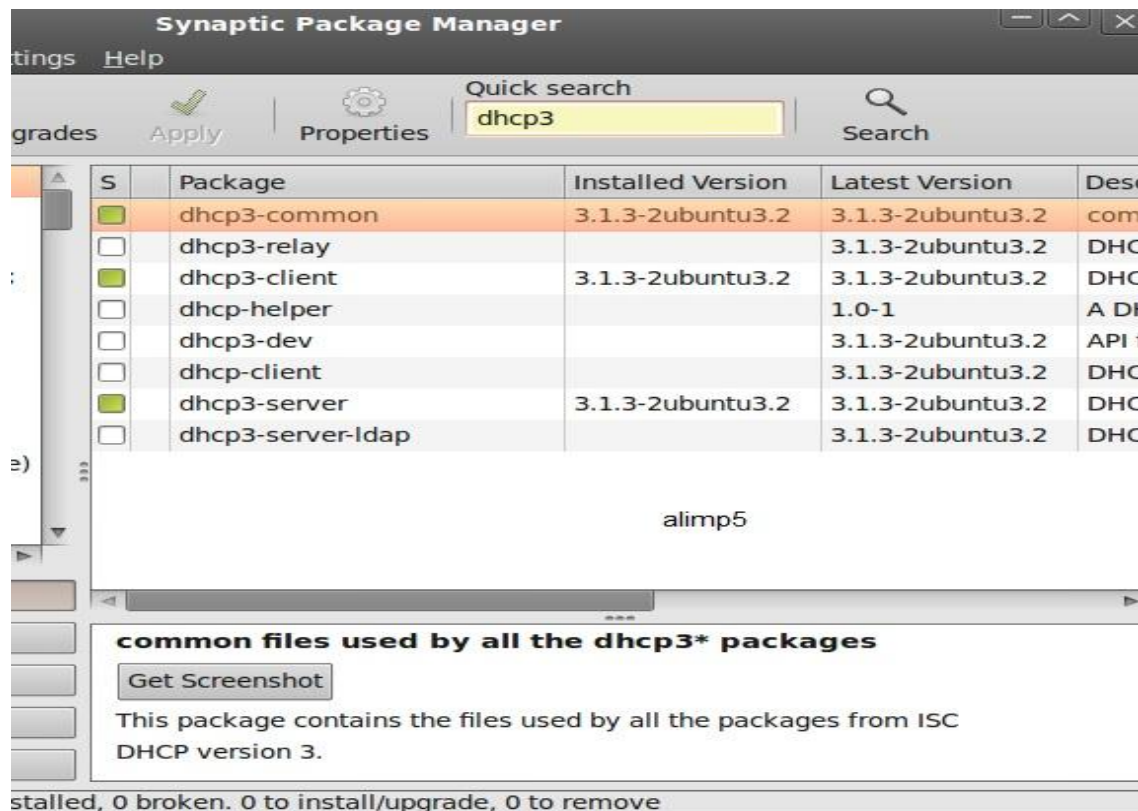 Synaptic Package Manager
ttings Help
grades Apply Properties Quick search dhcp3 Search
S Package Installed Version Latest Version Desc
dhcp3-common 3.1.3-2ubuntu3.2 3.1.3-2ubuntu3.2 com
dhcp3-relay 3.1.3-2ubuntu3.2 DHC
dhcp3-client 3.1.3-2ubuntu3.2 3.1.3-2ubuntu3.2 DHC
dhcp-helper 1.0-1 A DH
dhcp3-dev 3.1.3-2ubuntu3.2 API
dhcp-client 3.1.3-2ubuntu3.2 DHC
dhcp3-server 3.1.3-2ubuntu3.2 3.1.3-2ubuntu3.2 DHC
dhcp3-server-ldap 3.1.3-2ubuntu3.2 DHC
e)
alimp5
common files used by all the dhcp3* packages
Get Screenshot
This package contains the files used by all the packages from ISC
DHCP version 3.
stalled, 0 broken. 0 to install/upgrade, 0 to remove